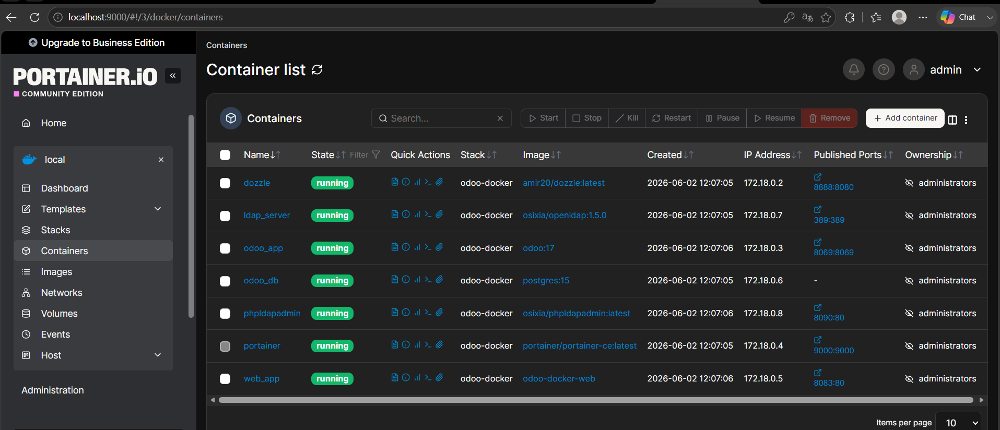 localhost:9000/#!/3/docker/containers
Chat
Upgrade to Business Edition
PORTAINER.IO
COMMUNITY EDITION
Home
local
Dashboard
Templates
Stacks
Containers
Images
Networks
Volumes
Events
Host
Administration
Containers
Container list
admin
Containers
Search...
Start Stop Kill Restart Pause Resume Remove
+ Add container
Name State Filter Quick Actions Stack Image Created IP Address Published Ports Ownership
dozzle running odoo-docker amir20/dozzle:latest 2026-06-02 12:07:05 172.18.0.2 8888:8080 administrators
ldap_server running odoo-docker osixia/openldap:1.5.0 2026-06-02 12:07:05 172.18.0.7 389:389 administrators
odoo_app running odoo-docker odoo:17 2026-06-02 12:07:06 172.18.0.3 8069:8069 administrators
odoo_db running odoo-docker postgres:15 2026-06-02 12:07:06 172.18.0.6 - administrators
phpldapadmin running odoo-docker osixia/phpldapadmin:latest 2026-06-02 12:07:06 172.18.0.8 8090:80 administrators
portainer running odoo-docker portainer/portainer-ce:latest 2026-06-02 12:07:05 172.18.0.4 9000:9000 administrators
web_app running odoo-docker odoo-docker-web 2026-06-02 12:07:06 172.18.0.5 8083:80 administrators
Items per page 10